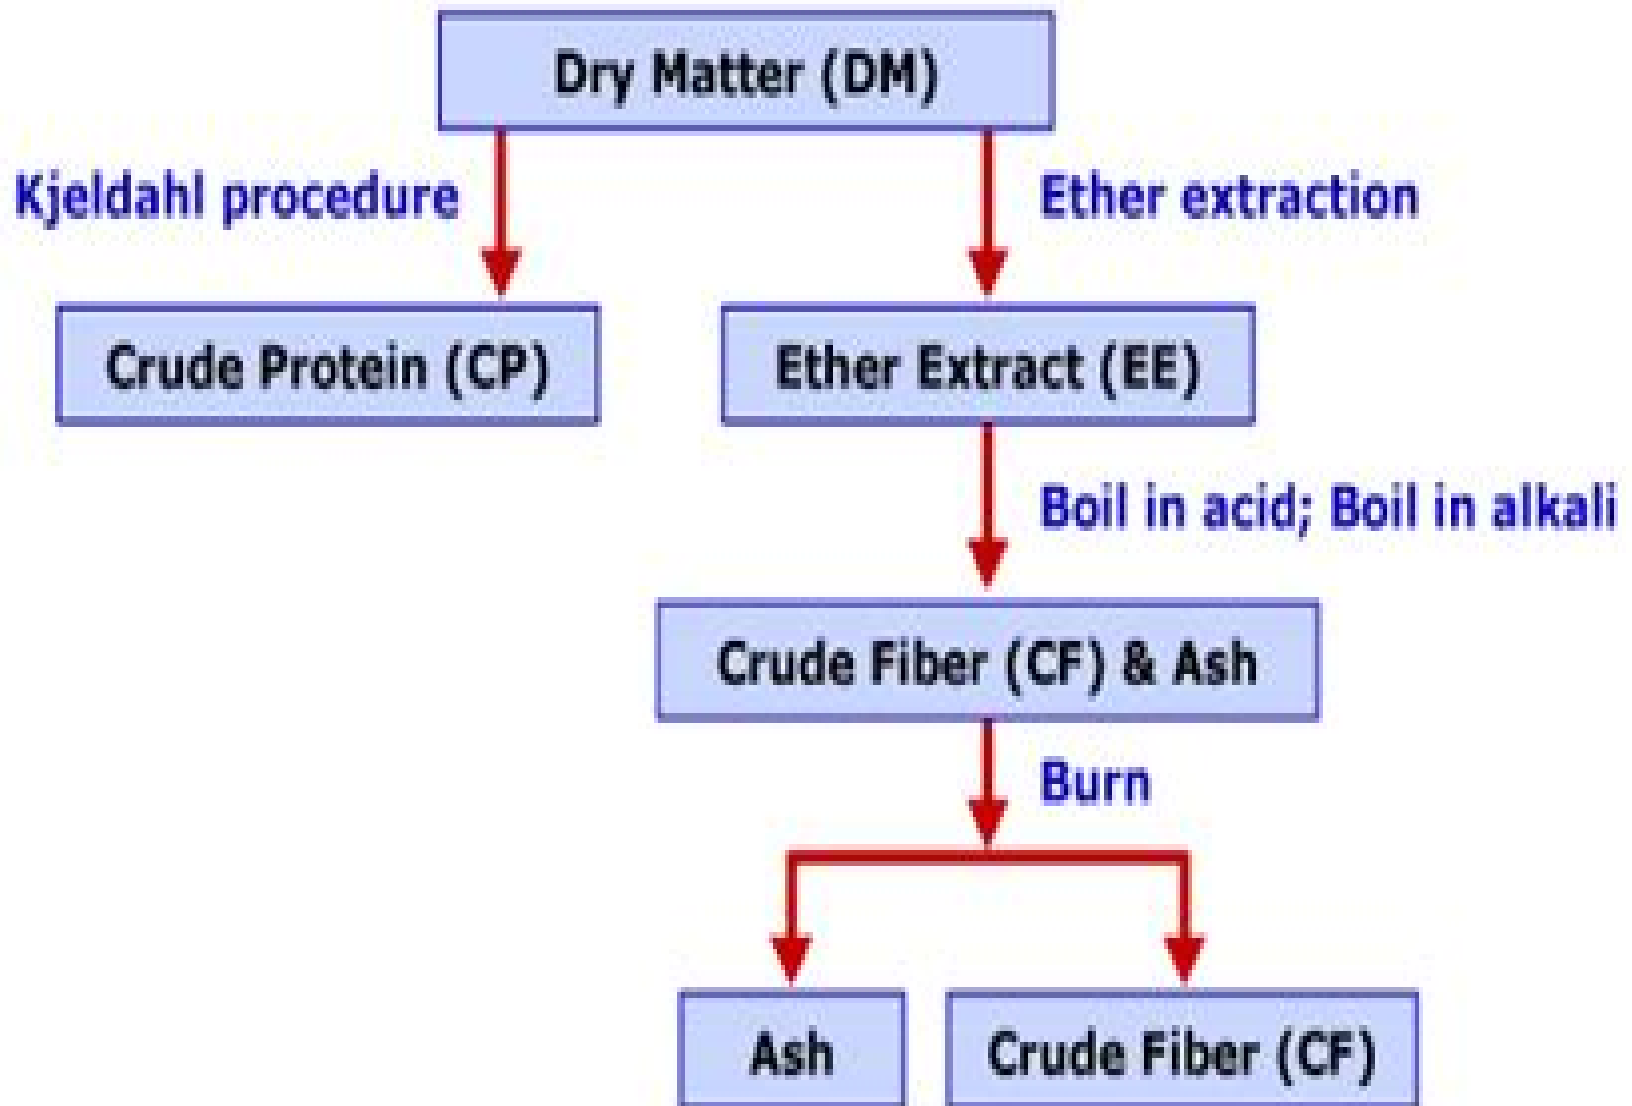 Dry Matter (DM)
Kjeldahl procedure
Ether extraction
Crude Protein (CP)
Ether Extract (EE)
Boil in acid; Boil in alkali
Crude Fiber (CF) & Ash
Burn
Ash
Crude Fiber (CF)